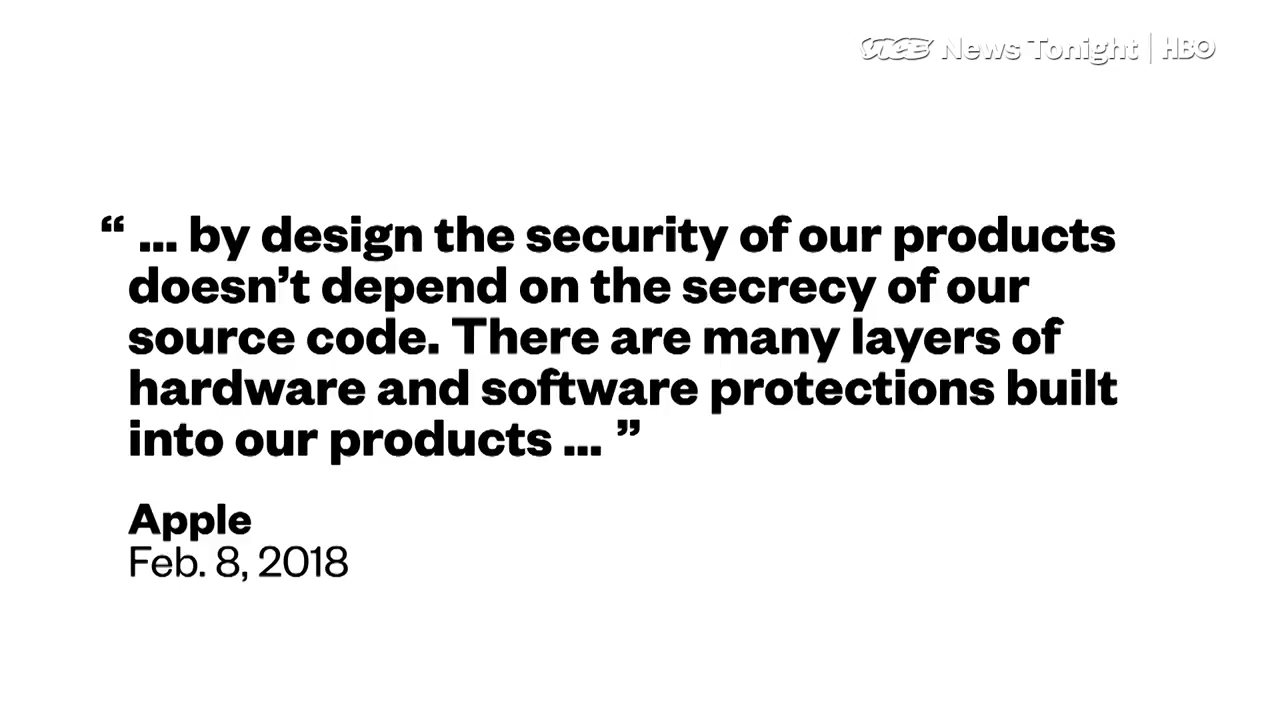 VICE News Tonight | HBO
“ ... by design the security of our products
doesn’t depend on the secrecy of our
source code. There are many layers of
hardware and software protections built
into our products ... ”
Apple
Feb. 8, 2018